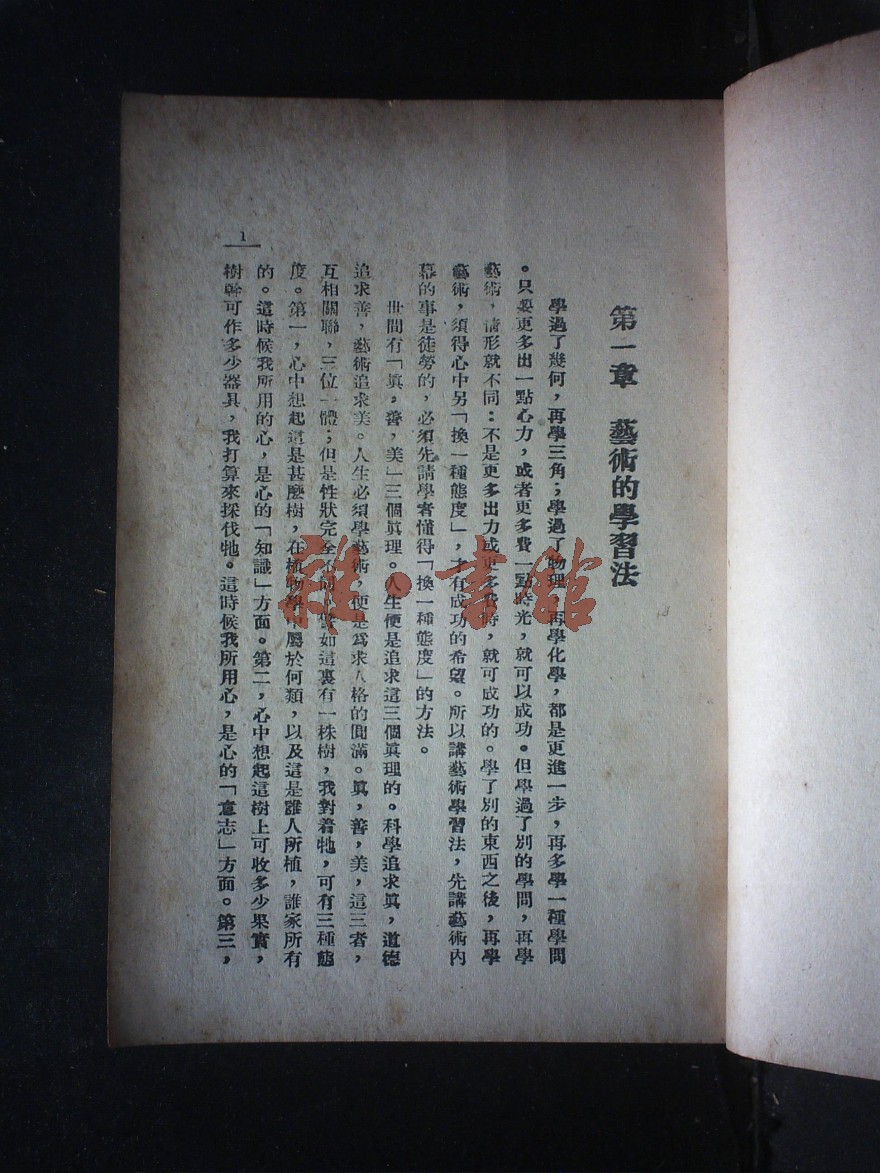 第一章　藝術的學習法
學過了幾何，再學三角；學過了物理，再學化學，都是更進一步，再多學一種學問
。只要更多出一點心力，或者更多費一點時光，就可以成功。但學過了別的學問，再學
藝術，情形就不同：不是更多出力或更多費時，就可成功的。學了別的東西之後，再學
藝術，須得心中另「換一種態度」，才有成功的希望。所以講藝術學習法，先講藝術內
幕的事是徒勞的，必須先請學者懂得「換一種態度」的方法。
世間有「眞，善，美」三個眞理。人生便是追求這三個眞理的。科學追求眞，道德
追求善，藝術追求美。人生必須學藝術，便是爲求人格的圓滿。眞，善，美，這三者，
互相關聯，三位一體；但是性狀完全不同。譬如這裏有一株樹，我對着牠，可有三種態
度。第一，心中想起這是甚麼樹，在植物學中屬於何類，以及這是誰人所植，誰家所有
的。這時候我所用的心，是心的「知識」方面。第二，心中想起這樹上可收多少果實，
樹幹可作多少器具，我打算來採伐牠。這時候我所用心，是心的「意志」方面。第三，
1
雜·書館